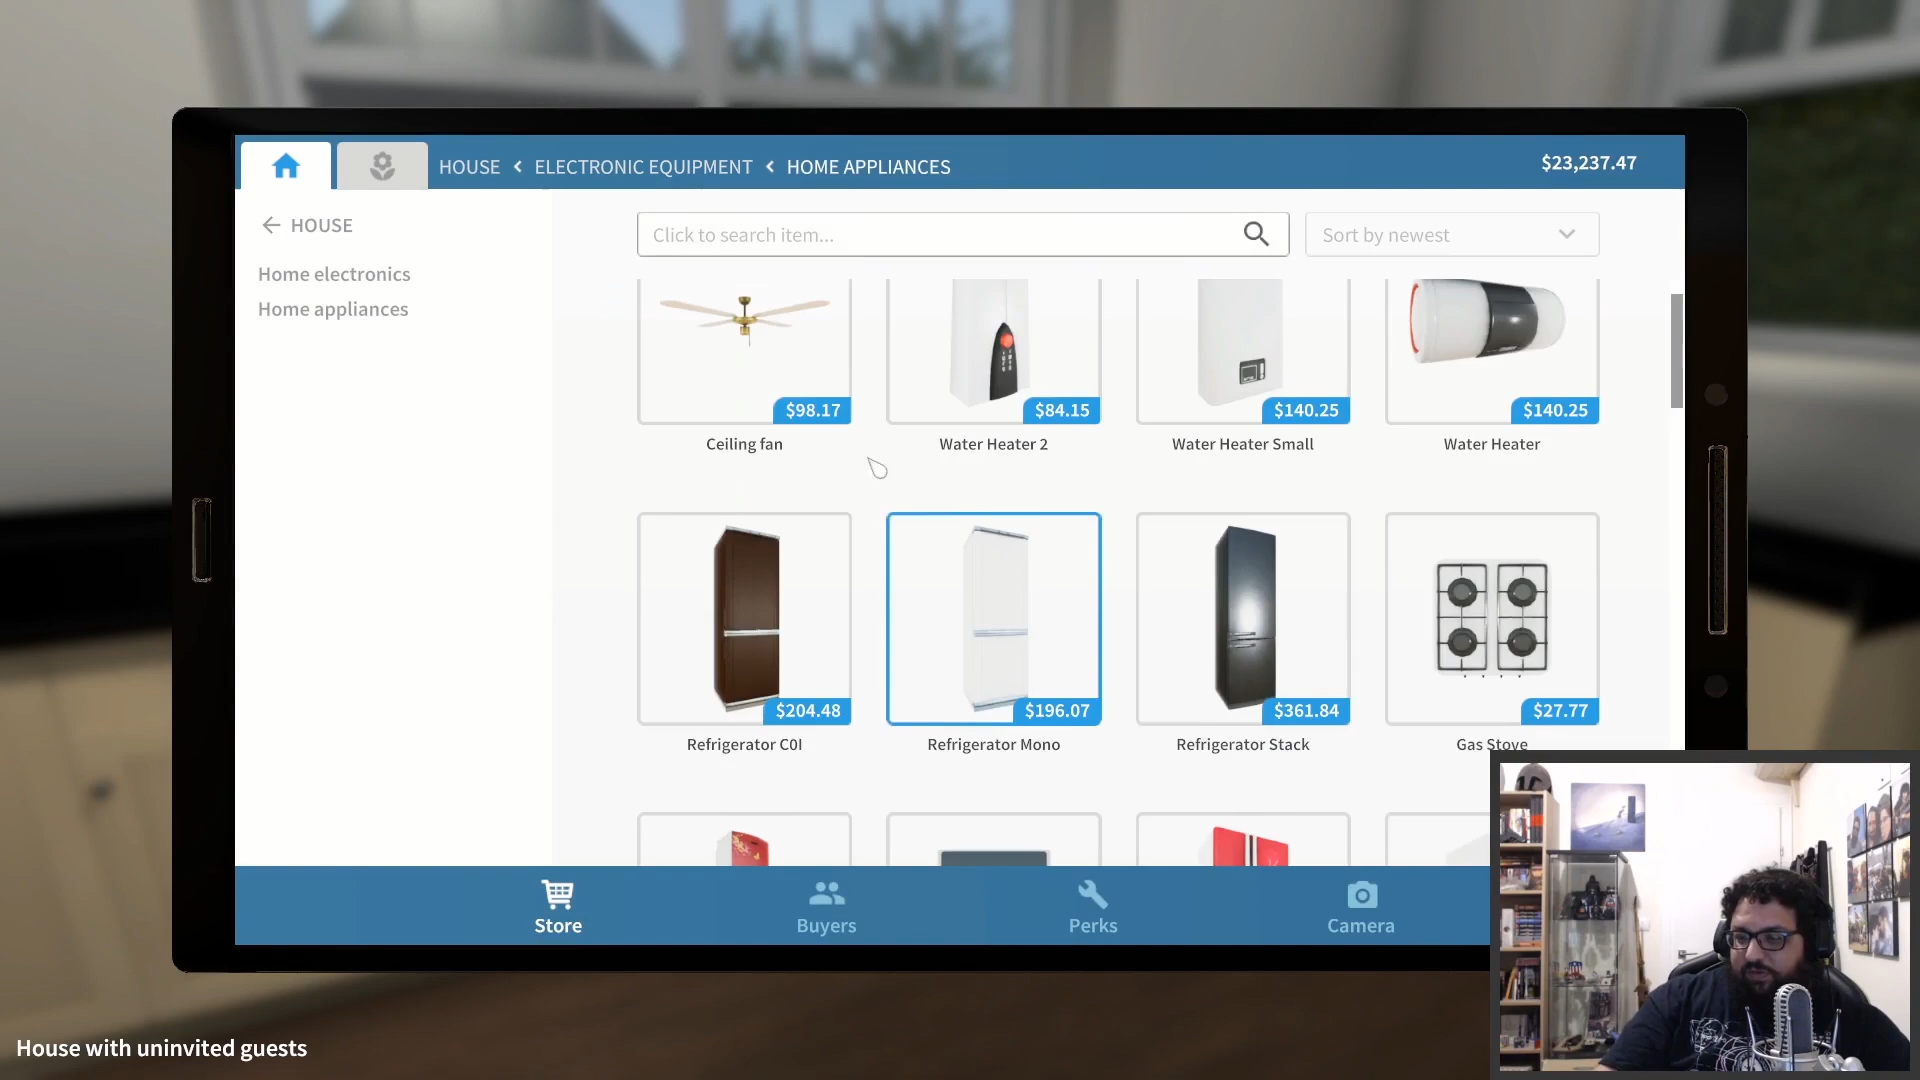 HOUSE < ELECTRONIC EQUIPMENT < HOME APPLIANCES
$23,237.47
← HOUSE
Home electronics
Home appliances
Click to search item...
Sort by newest
$98.17
$84.15
$140.25
$140.25
Ceiling fan
Water Heater 2
Water Heater Small
Water Heater
$204.48
$196.07
$361.84
$27.77
Refrigerator C0I
Refrigerator Mono
Refrigerator Stack
Gas Stove
Store
Buyers
Perks
Camera
House with uninvited guests